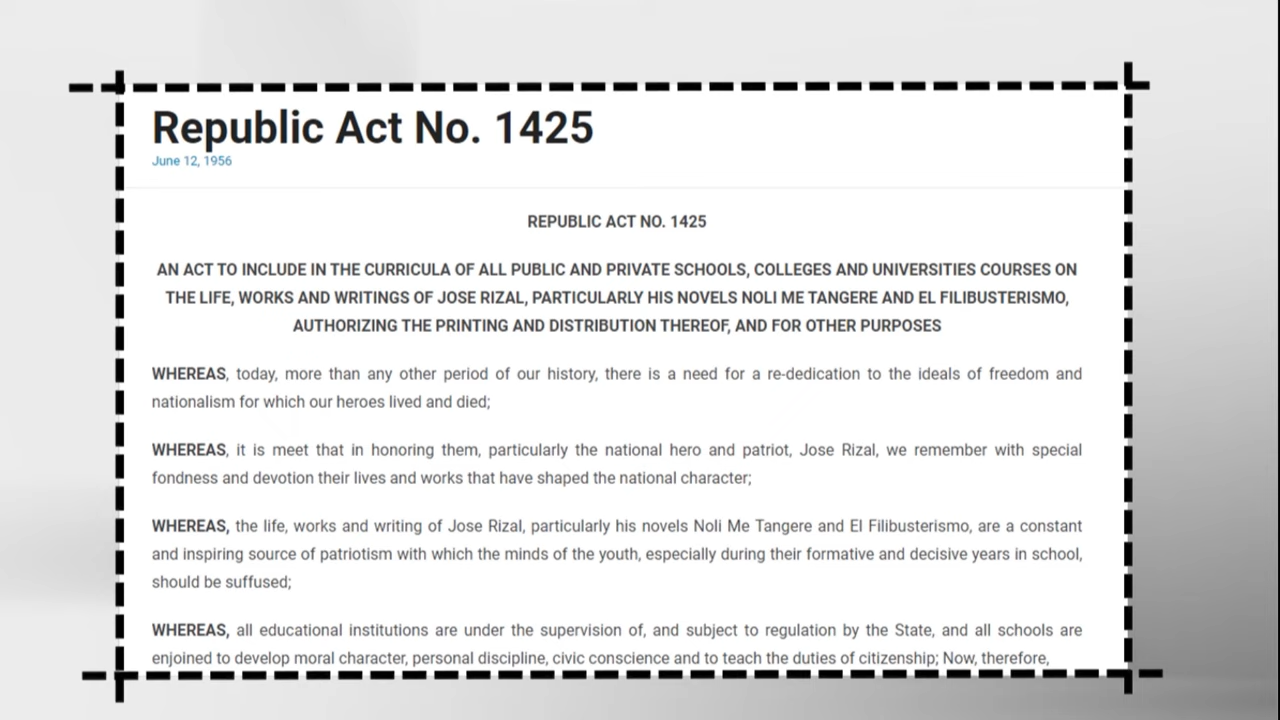 Republic Act No. 1425
June 12, 1956
REPUBLIC ACT NO. 1425
AN ACT TO INCLUDE IN THE CURRICULA OF ALL PUBLIC AND PRIVATE SCHOOLS, COLLEGES AND UNIVERSITIES COURSES ON
THE LIFE, WORKS AND WRITINGS OF JOSE RIZAL, PARTICULARLY HIS NOVELS NOLI ME TANGERE AND EL FILIBUSTERISMO,
AUTHORIZING THE PRINTING AND DISTRIBUTION THEREOF, AND FOR OTHER PURPOSES
WHEREAS, today, more than any other period of our history, there is a need for a re-dedication to the ideals of freedom and
nationalism for which our heroes lived and died;
WHEREAS, it is meet that in honoring them, particularly the national hero and patriot, Jose Rizal, we remember with special
fondness and devotion their lives and works that have shaped the national character;
WHEREAS, the life, works and writing of Jose Rizal, particularly his novels Noli Me Tangere and El Filibusterismo, are a constant
and inspiring source of patriotism with which the minds of the youth, especially during their formative and decisive years in school,
should be suffused;
WHEREAS, all educational institutions are under the supervision of, and subject to regulation by the State, and all schools are
enjoined to develop moral character, personal discipline, civic conscience and to teach the duties of citizenship; Now, therefore,